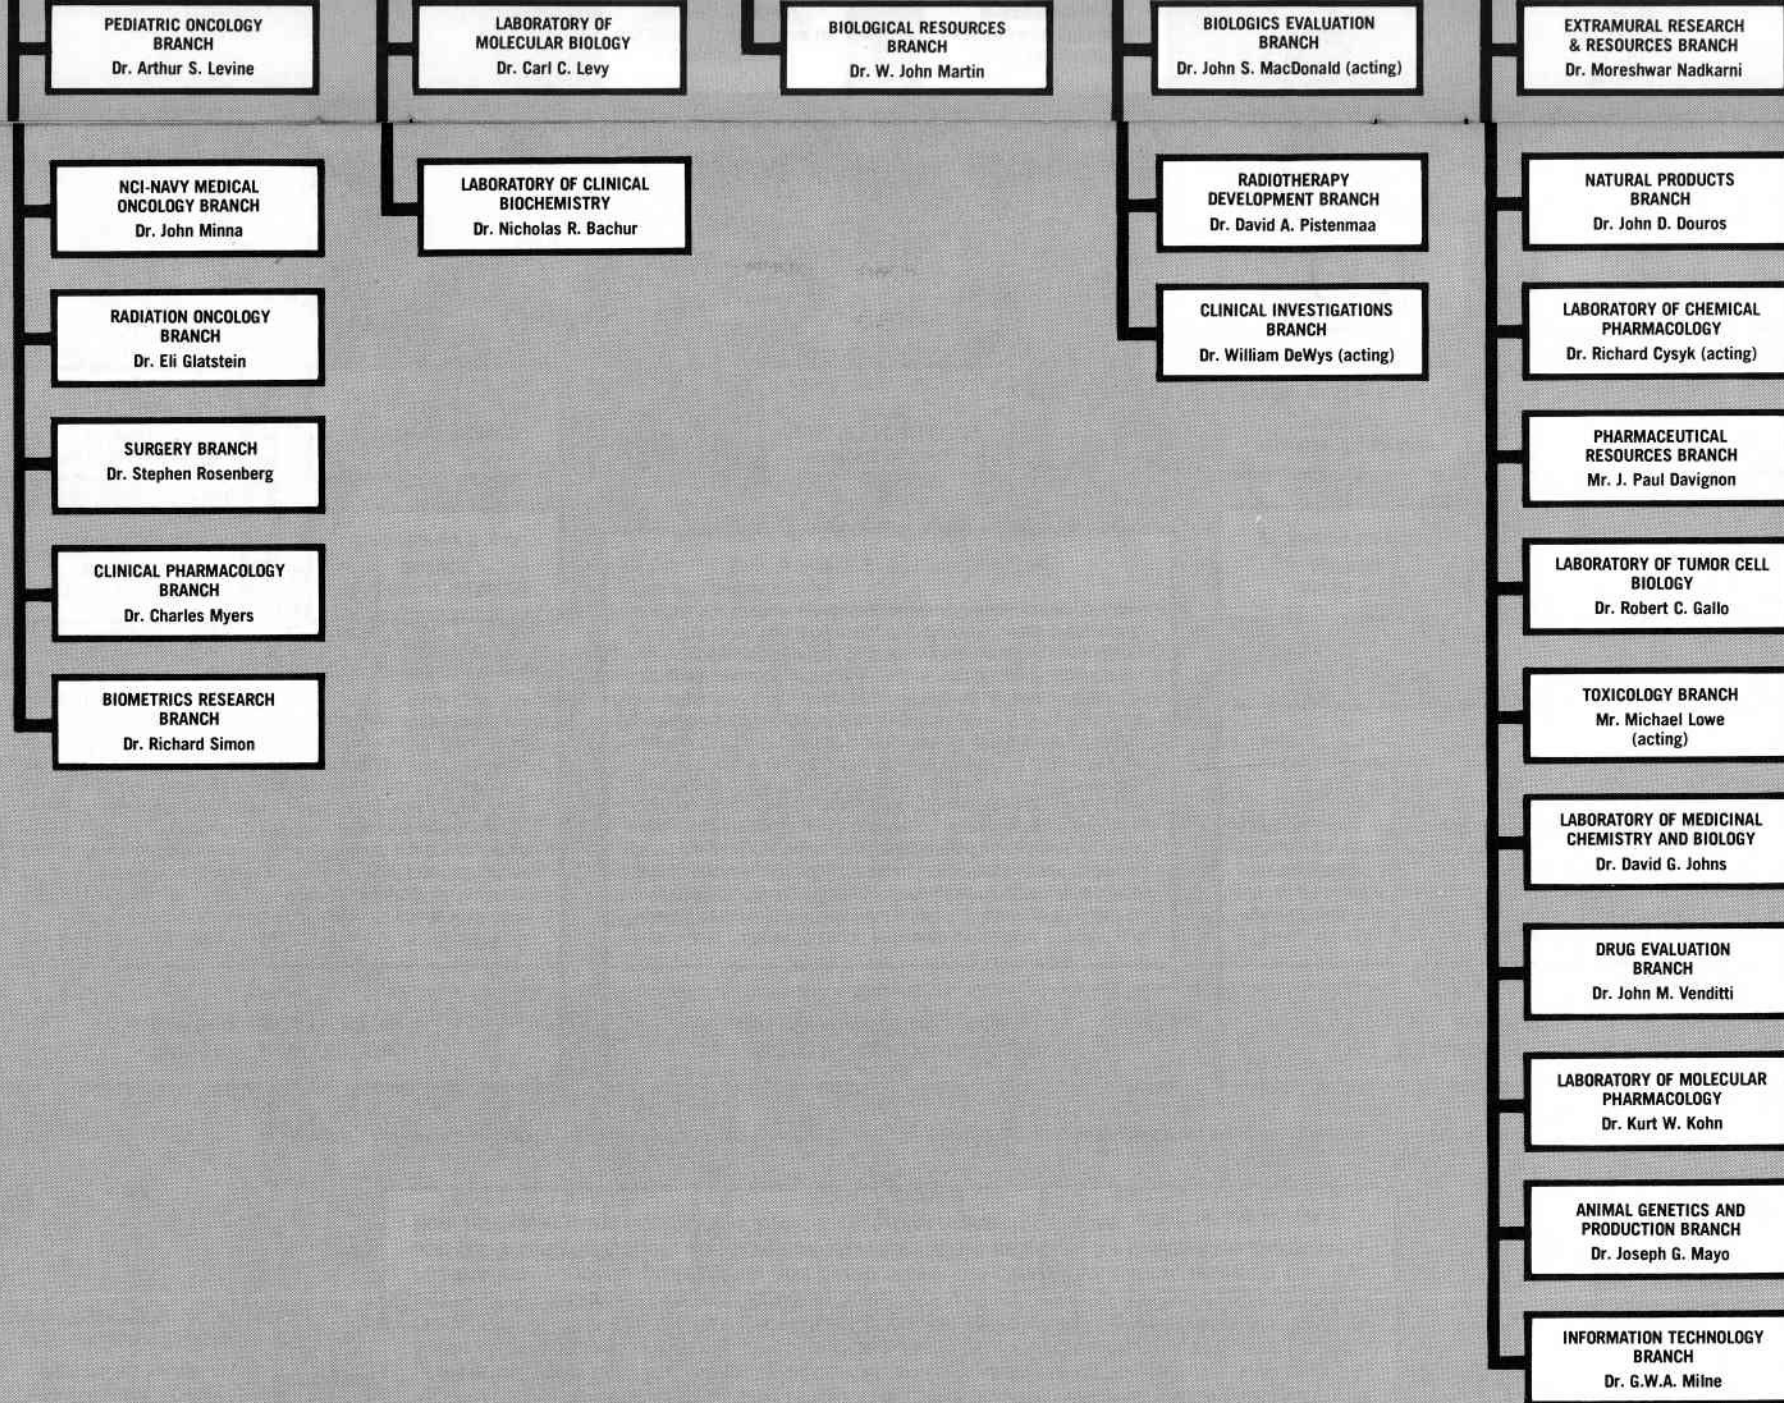 PEDIATRIC ONCOLOGY
BRANCH
Dr. Arthur S. Levine
NCI-NAVY MEDICAL
ONCOLOGY BRANCH
Dr. John Minna
RADIATION ONCOLOGY
BRANCH
Dr. Eli Glatstein
SURGERY BRANCH
Dr. Stephen Rosenberg
CLINICAL PHARMACOLOGY
BRANCH
Dr. Charles Myers
BIOMETRICS RESEARCH
BRANCH
Dr. Richard Simon
LABORATORY OF
MOLECULAR BIOLOGY
Dr. Carl C. Levy
LABORATORY OF CLINICAL
BIOCHEMISTRY
Dr. Nicholas R. Bachur
BIOLOGICAL RESOURCES
BRANCH
Dr. W. John Martin
BIOLOGICS EVALUATION
BRANCH
Dr. John S. MacDonald (acting)
RADIOTHERAPY
DEVELOPMENT BRANCH
Dr. David A. Pistenmaa
CLINICAL INVESTIGATIONS
BRANCH
Dr. William DeWys (acting)
EXTRAMURAL RESEARCH
& RESOURCES BRANCH
Dr. Moreshwar Nadkarni
NATURAL PRODUCTS
BRANCH
Dr. John D. Douros
LABORATORY OF CHEMICAL
PHARMACOLOGY
Dr. Richard Cysyk (acting)
PHARMACEUTICAL
RESOURCES BRANCH
Mr. J. Paul Davignon
LABORATORY OF TUMOR CELL
BIOLOGY
Dr. Robert C. Gallo
TOXICOLOGY BRANCH
Mr. Michael Lowe
(acting)
LABORATORY OF MEDICINAL
CHEMISTRY AND BIOLOGY
Dr. David G. Johns
DRUG EVALUATION
BRANCH
Dr. John M. Venditti
LABORATORY OF MOLECULAR
PHARMACOLOGY
Dr. Kurt W. Kohn
ANIMAL GENETICS AND
PRODUCTION BRANCH
Dr. Joseph G. Mayo
INFORMATION TECHNOLOGY
BRANCH
Dr. G.W.A. Milne